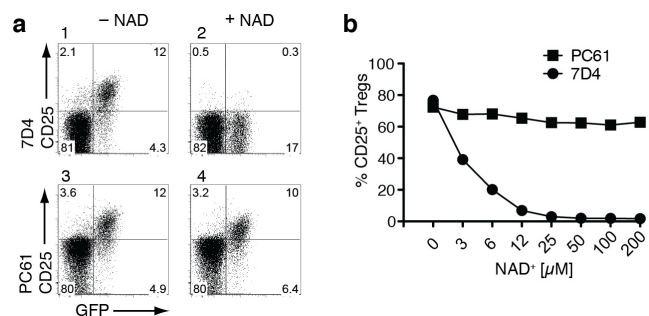 a
− NAD
+ NAD
1
2
2.1
12
0.5
0.3
7D4
CD25
81
4.3
82
17
3
4
3.6
12
3.2
10
PC61
CD25
80
4.9
80
6.4
GFP
b
PC61
7D4
100
80
60
40
20
0
% CD25⁺ Tregs
0 3 6 12 25 50 100 200
NAD⁺ [µM]